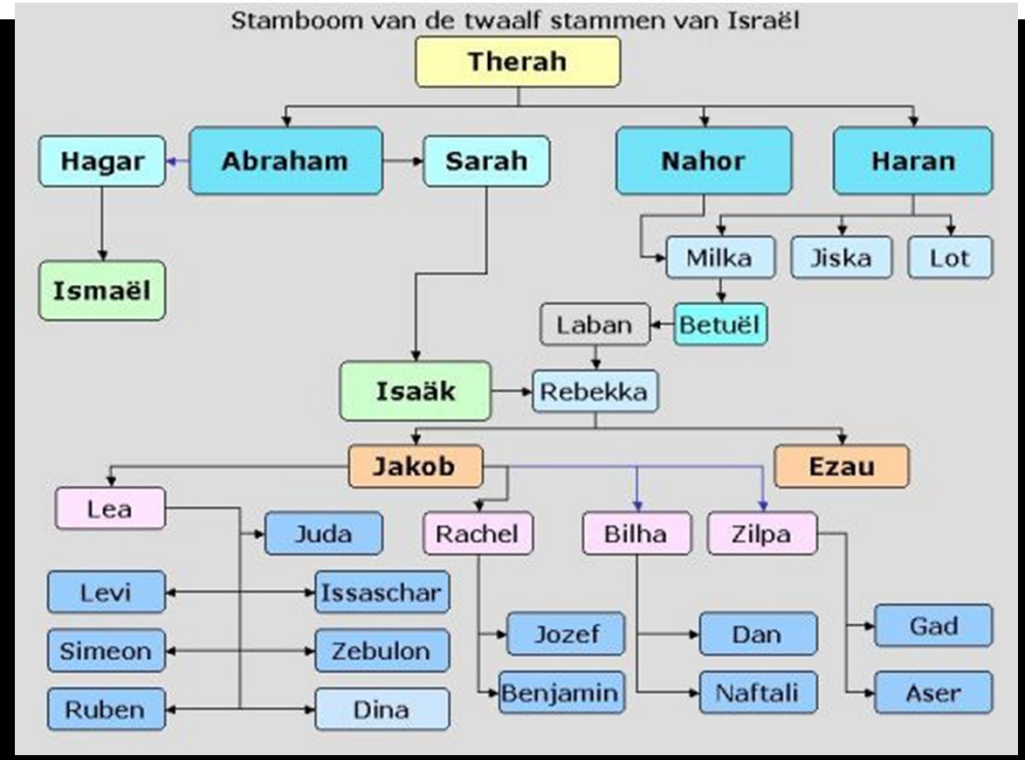 Stamboom van de twaalf stammen van Israël
Therah
Hagar
Abraham
Sarah
Nahor
Haran
Milka
Jiska
Lot
Ismaël
Laban
Betuël
Isaäk
Rebekka
Jakob
Ezau
Lea
Juda
Rachel
Bilha
Zilpa
Levi
Issaschar
Jozef
Dan
Gad
Simeon
Zebulon
Benjamin
Naftali
Aser
Ruben
Dina